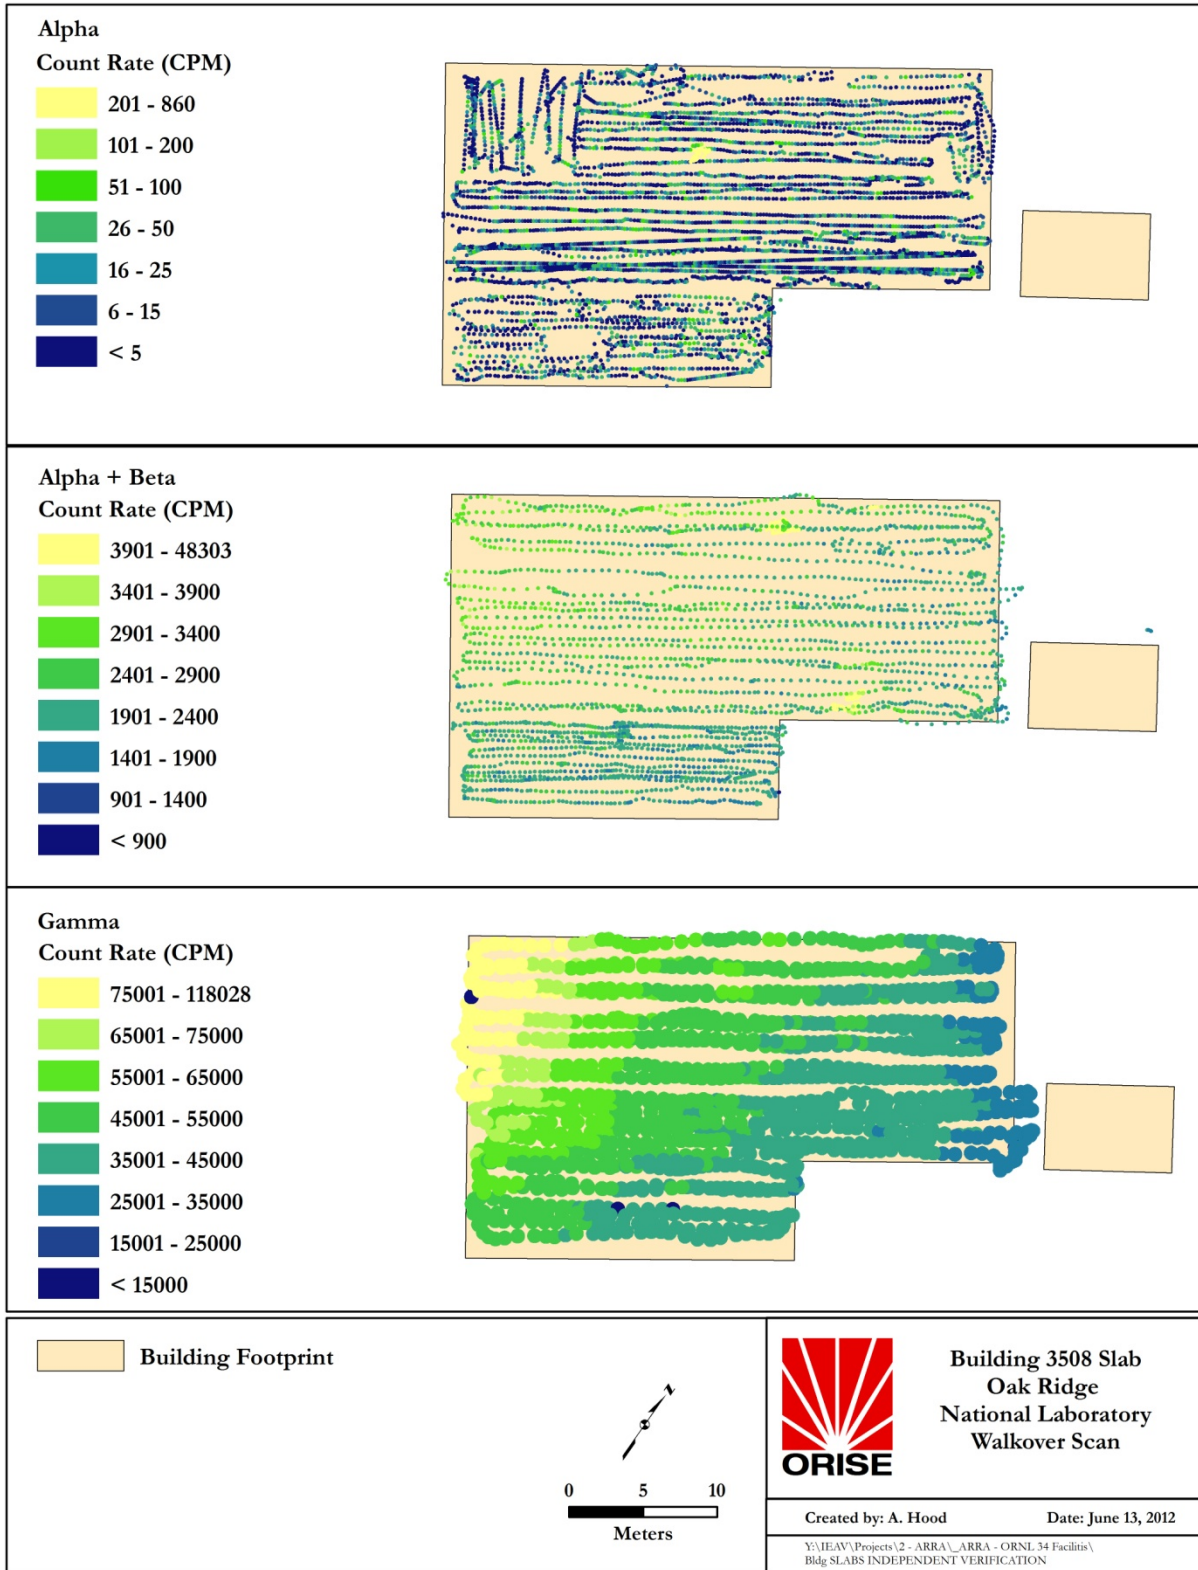 Alpha
Count Rate (CPM)
201 - 860
101 - 200
51 - 100
26 - 50
16 - 25
6 - 15
< 5
Alpha + Beta
Count Rate (CPM)
3901 - 48303
3401 - 3900
2901 - 3400
2401 - 2900
1901 - 2400
1401 - 1900
901 - 1400
< 900
Gamma
Count Rate (CPM)
75001 - 118028
65001 - 75000
55001 - 65000
45001 - 55000
35001 - 45000
25001 - 35000
15001 - 25000
< 15000
Building Footprint
N
0 5 10
Meters
ORISE
Building 3508 Slab
Oak Ridge
National Laboratory
Walkover Scan
Created by: A. Hood Date: June 13, 2012
Y:\IEAV\Projects\2 - ARRA\_ARRA - ORNL 34 Facilitis\
Bldg SLABS INDEPENDENT VERIFICATION